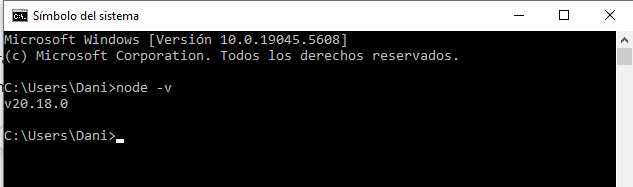 Símbolo del sistema
Microsoft Windows [Versión 10.0.19045.5608]
(c) Microsoft Corporation. Todos los derechos reservados.
C:\Users\Dani>node -v
v20.18.0
C:\Users\Dani>